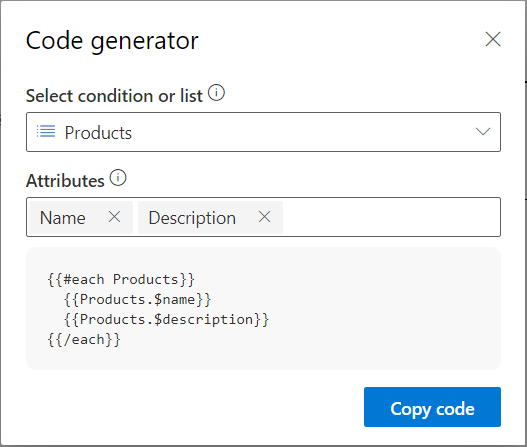 Code generator
Select condition or list
Products
Attributes
Name
Description
{{#each Products}}
  {{Products.$name}}
  {{Products.$description}}
{{/each}}
Copy code